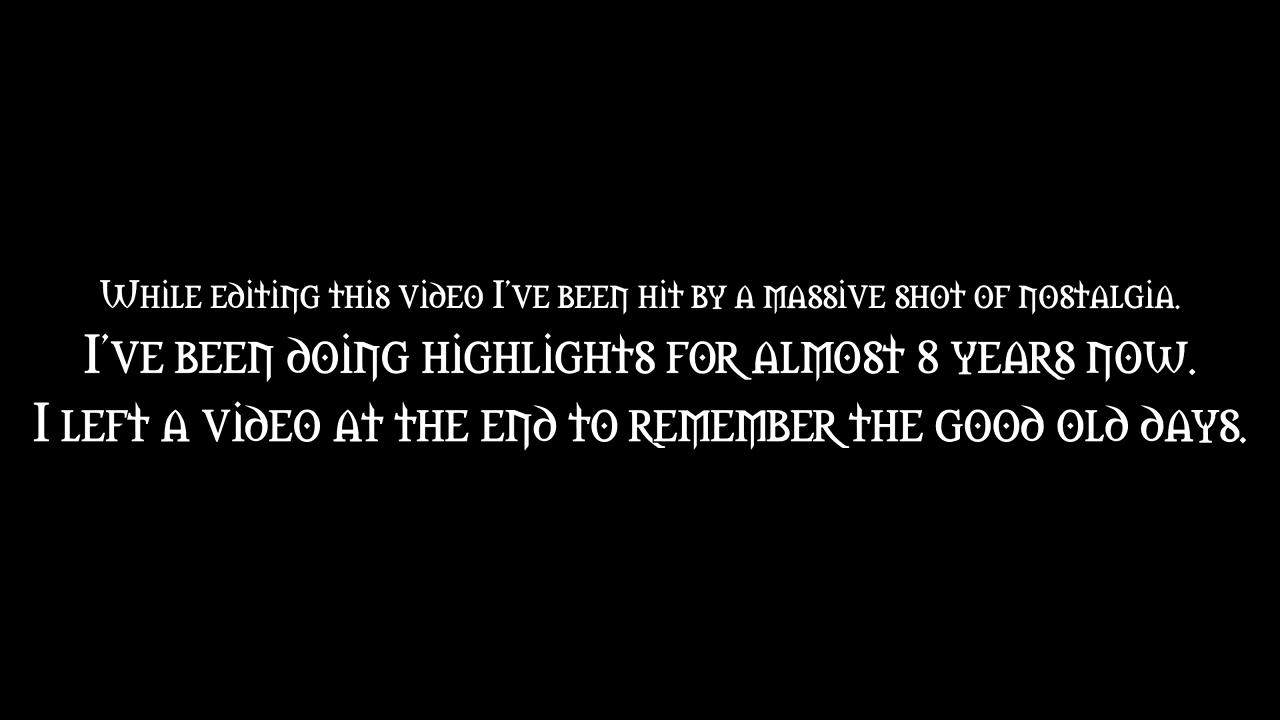 While editing this video I've been hit by a massive shot of nostalgia.
I've been doing highlights for almost 8 years now.
I left a video at the end to remember the good old days.